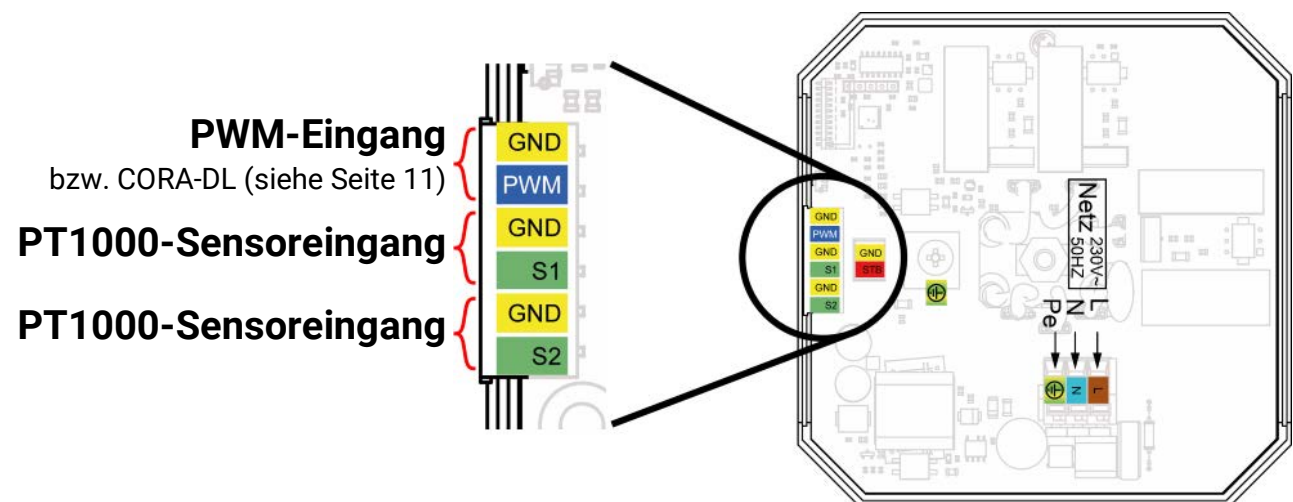 PWM-Eingang
bzw. CORA-DL (siehe Seite 11)
PT1000-Sensoreingang
PT1000-Sensoreingang
GND
PWM
GND
S1
GND
S2
GND
PWM
GND
S1
GND
S2
GND
STB
Netz 230V~
50HZ
L
N
Pe
N
L